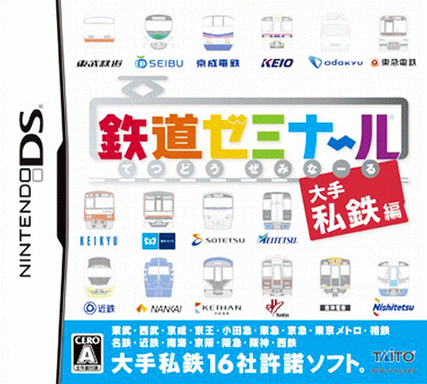 NINTENDO DS
東武鉄道 SEIBU 京成電鉄 KEIO odakyu 東急電鉄
鉄道ゼミナール
てつどうぜみなーる
大手
私鉄編
KEIKYU SOTETSU MEITETSU
近鉄 NANKAI KEIHAN 阪神電車 Nishitetsu
東武・西武・京成・京王・小田急・東急・京急・東京メトロ・相鉄
名鉄・近鉄・南海・京阪・阪急・阪神・西鉄
大手私鉄16社許諾ソフト。
CERO A
TAITO